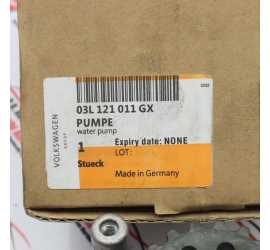 03L 121 011 GX
PUMPE
water pump
1
Expiry date: NONE
LOT:
Stueck
Made in Germany
VOLKSWAGEN